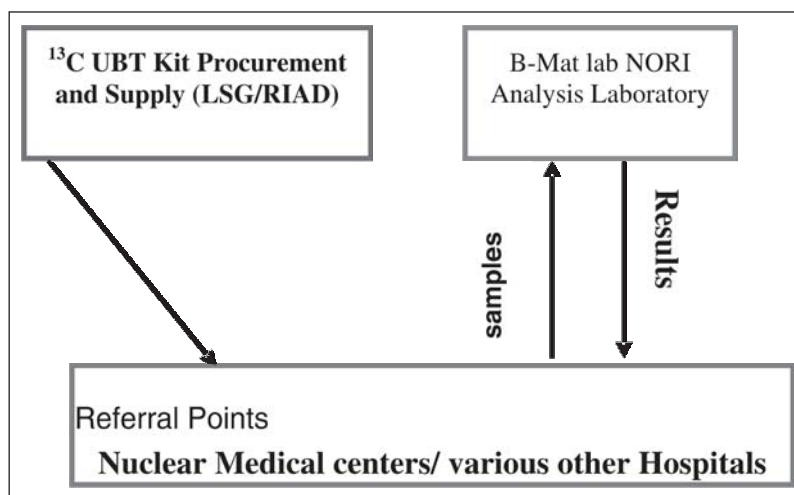 ¹³C UBT Kit Procurement
and Supply (LSG/RIAD)
B-Mat lab NORI
Analysis Laboratory
samples
Results
Referral Points
Nuclear Medical centers/ various other Hospitals